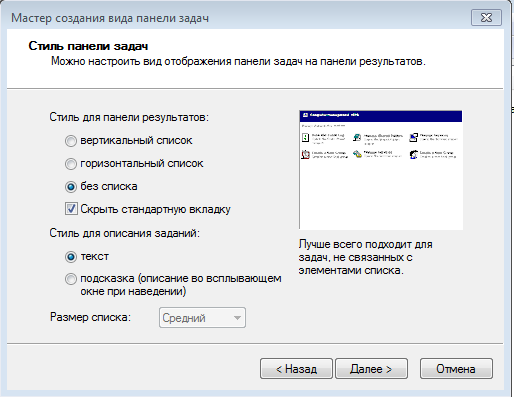 Мастер создания вида панели задач
Стиль панели задач
Можно настроить вид отображения панели задач на панели результатов.
Стиль для панели результатов:
вертикальный список
горизонтальный список
без списка
Скрыть стандартную вкладку
Стиль для описания заданий:
текст
подсказка (описание во всплывающем
окне при наведении)
Размер списка:
Средний
Лучше всего подходит для
задач, не связанных с
элементами списка.
< Назад
Далее >
Отмена